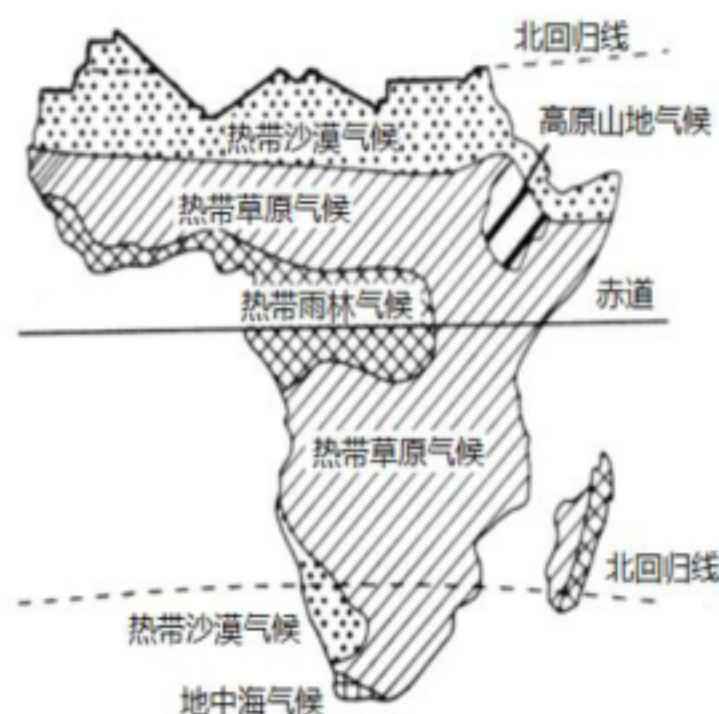 北回归线
高原山地气候
热带沙漠气候
热带草原气候
热带雨林气候
赤道
热带草原气候
北回归线
热带沙漠气候
地中海气候